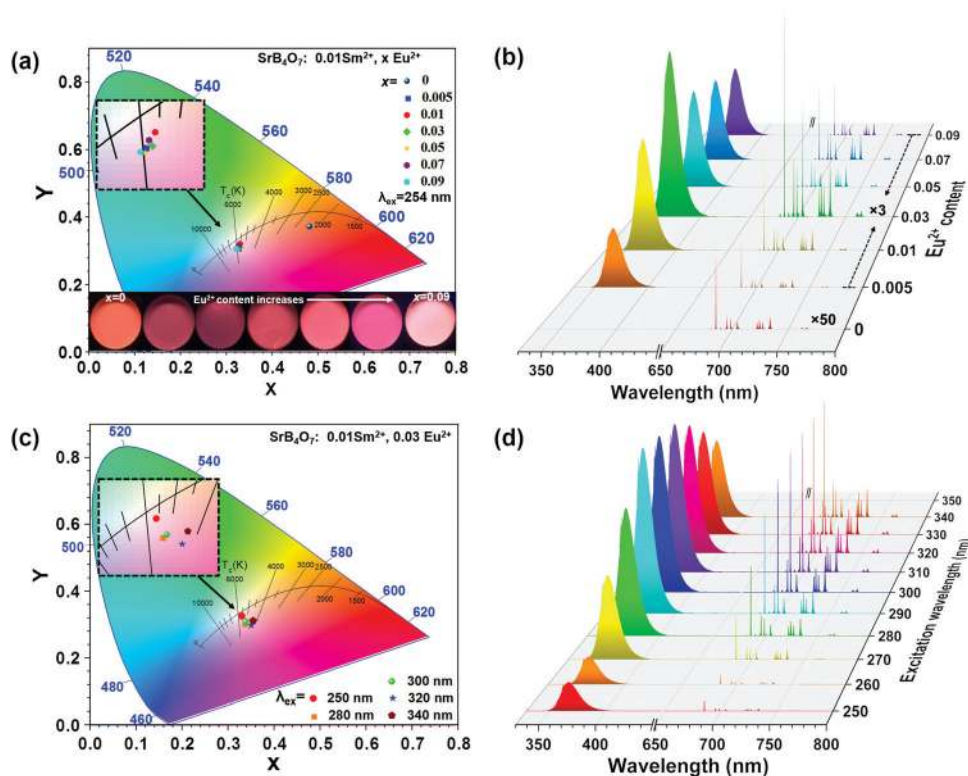 (a)
SrB4O7: 0.01Sm2+, x Eu2+
x=
0
0.005
0.01
0.03
0.05
0.07
0.09
λex=254 nm
520
540
560
580
600
620
500
Tc(K)
10000
6000
4000
3000
2500
2000
1500
0.8
0.6
0.4
0.2
0.0
Y
x=0
Eu2+ content increases
x=0.09
0.0 0.1 0.2 0.3 0.4 0.5 0.6 0.7 0.8
X
(b)
//
0.09
0.07
0.05
0.03
0.01
0.005
0
×3
×50
Eu2+ content
350 400 650 700 750 800
Wavelength (nm)
(c)
SrB4O7: 0.01Sm2+, 0.03 Eu2+
520
540
560
580
600
620
500
480
460
Tc(K)
10000
6000
4000
3000
2500
2000
1500
0.8
0.6
0.4
0.2
0.0
Y
λex=
250 nm
280 nm
300 nm
320 nm
340 nm
0.0 0.1 0.2 0.3 0.4 0.5 0.6 0.7 0.8
X
(d)
//
350
340
330
320
310
300
290
280
270
260
250
Excitation wavelength (nm)
350 400 650 700 750 800
Wavelength (nm)